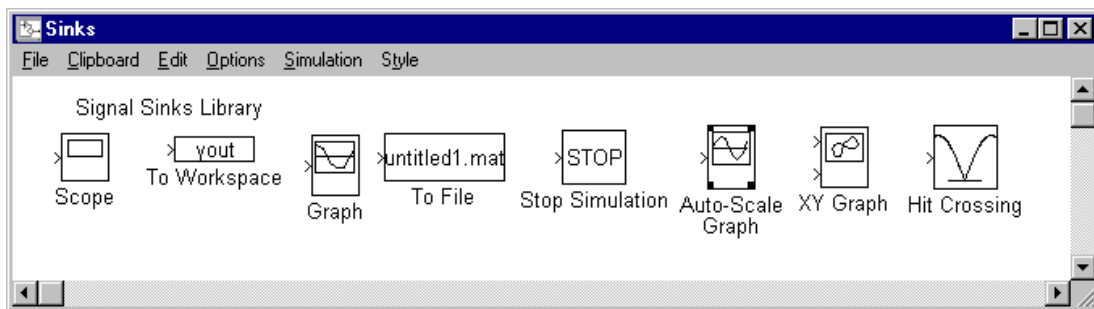 Sinks
File Clipboard Edit Options Simulation Style
Signal Sinks Library
yout
untitled1.mat
STOP
Scope
To Workspace
Graph
To File
Stop Simulation
Auto-Scale
Graph
XY Graph
Hit Crossing